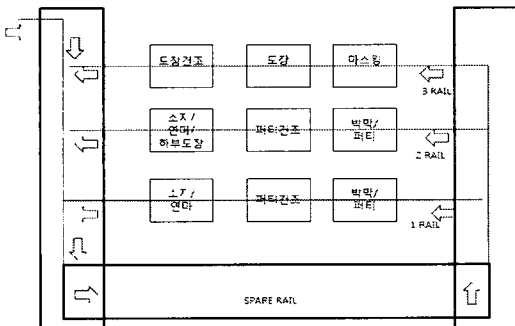 도장건조
도장
마스킹
3 RAIL
소지/
연마/
하부도장
퍼티건조
박막/
퍼티
2 RAIL
소지/
연마
퍼티건조
박막/
퍼티
1 RAIL
SPARE RAIL